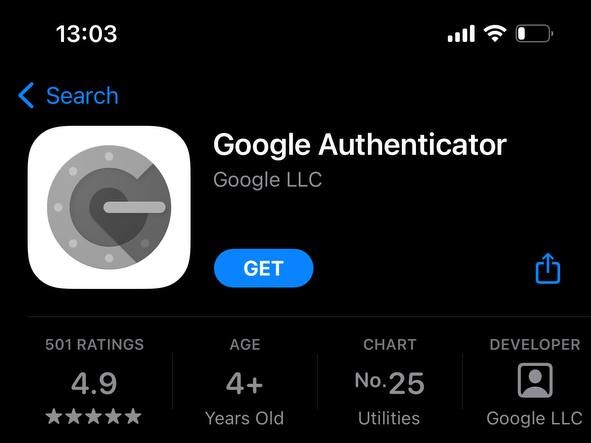 13:03
Search
Google Authenticator
Google LLC
GET
501 RATINGS
4.9
AGE
4+
Years Old
CHART
No.25
Utilities
DEVELOPER
Google LLC